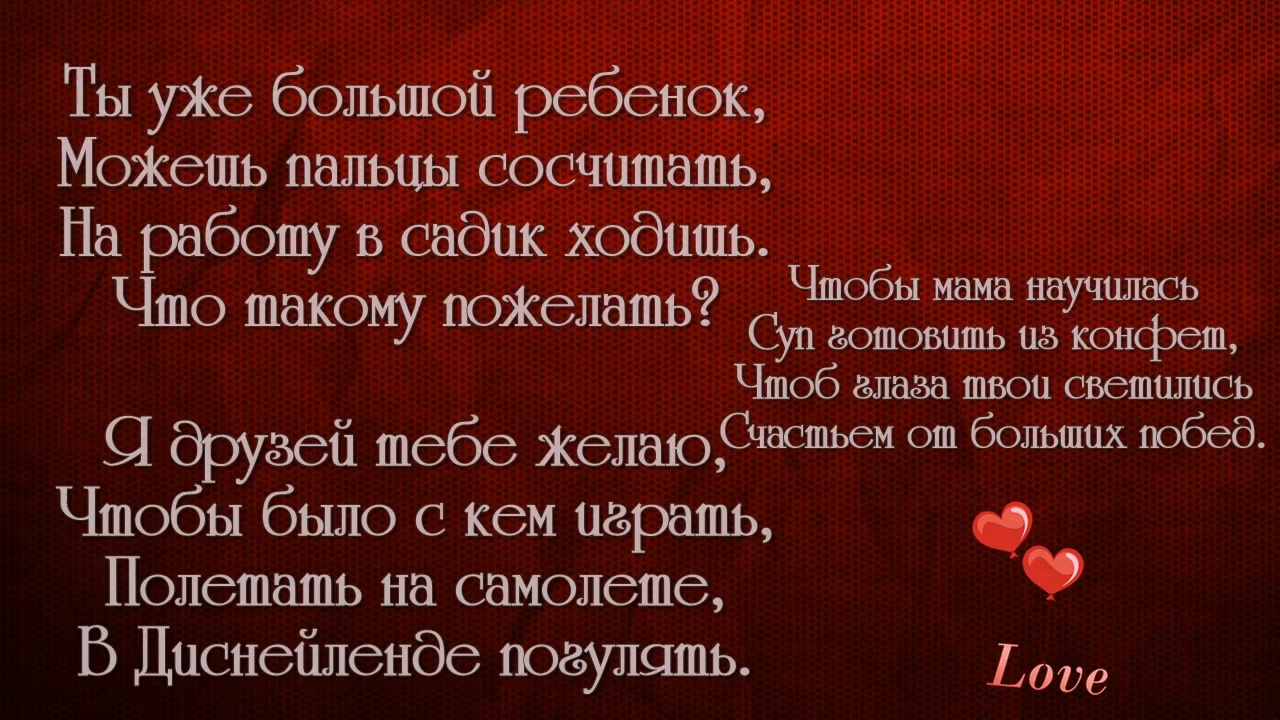 Ты уже большой ребенок,
Можешь пальцы сосчитать,
На работу в садик ходишь.
Что такому пожелать?
Я друзей тебе желаю,
Чтобы было с кем играть,
Полетать на самолете,
В Диснейленде погулять.
Чтобы мама научилась
Суп готовить из конфет,
Чтоб глаза твои светились
Счастьем от больших побед.
Love